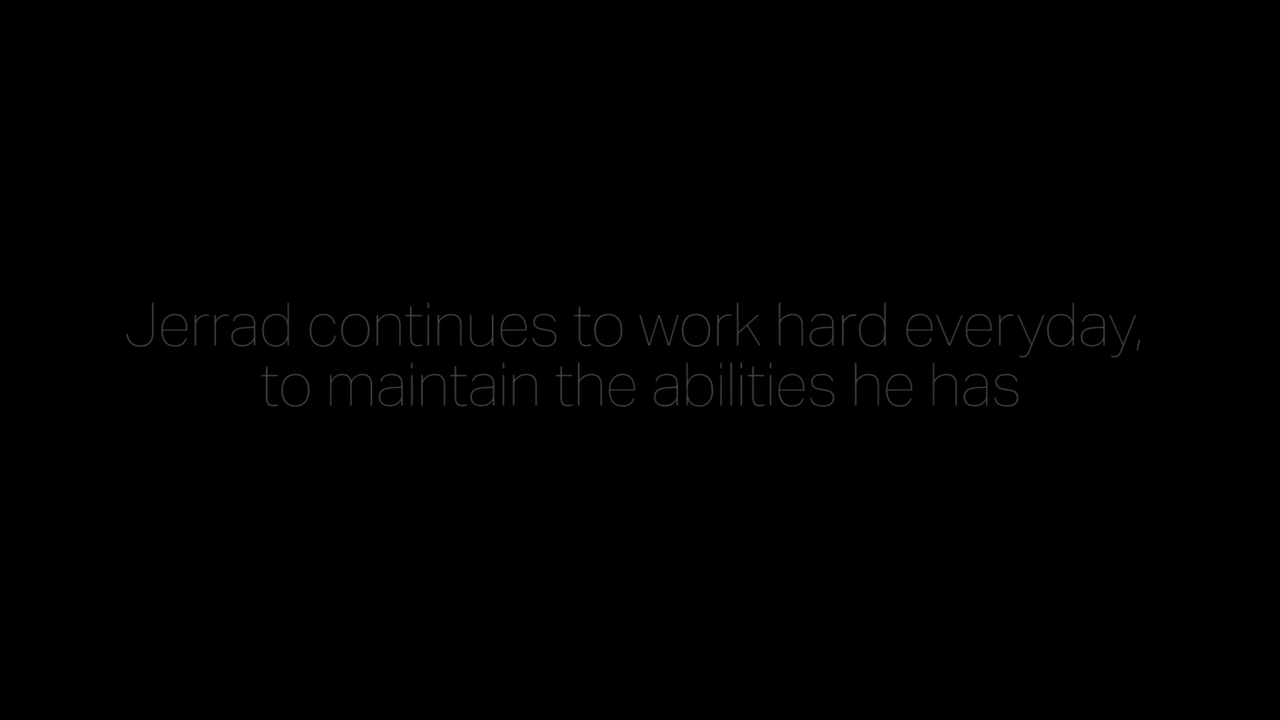 Jerrad continues to work hard everyday,
to maintain the abilities he has